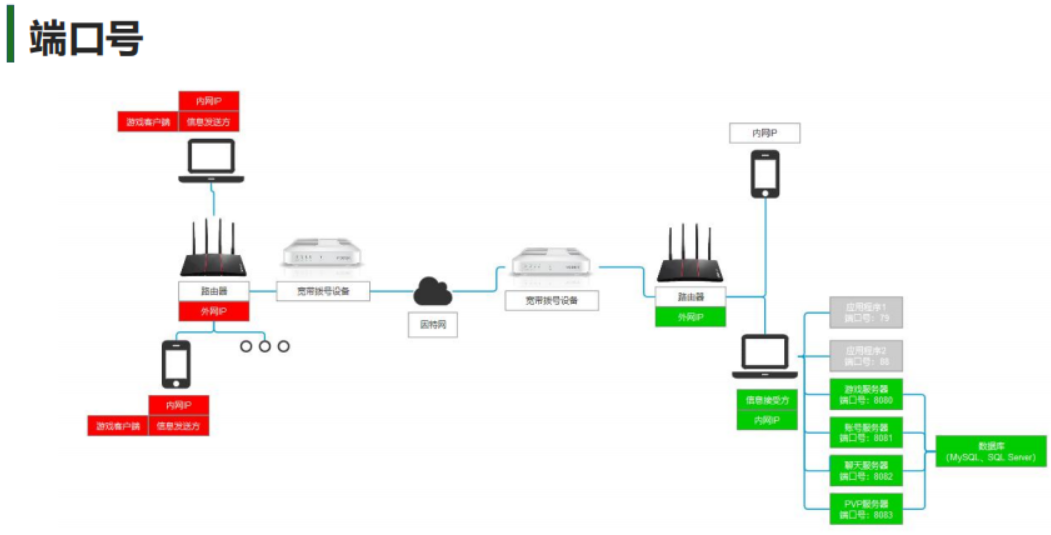 端口号
内网IP
游戏客户端 信息发送方
内网IP
路由器
外网IP
宽带拨号设备
因特网
宽带拨号设备
路由器
外网IP
内网IP
游戏客户端 信息发送方
信息接受方
内网IP
应用程序1
端口号：79
应用程序2
端口号：88
游戏服务器
端口号：8080
账号服务器
端口号：8081
聊天服务器
端口号：8082
PVP服务器
端口号：8083
数据库
(MySQL、SQL Server)